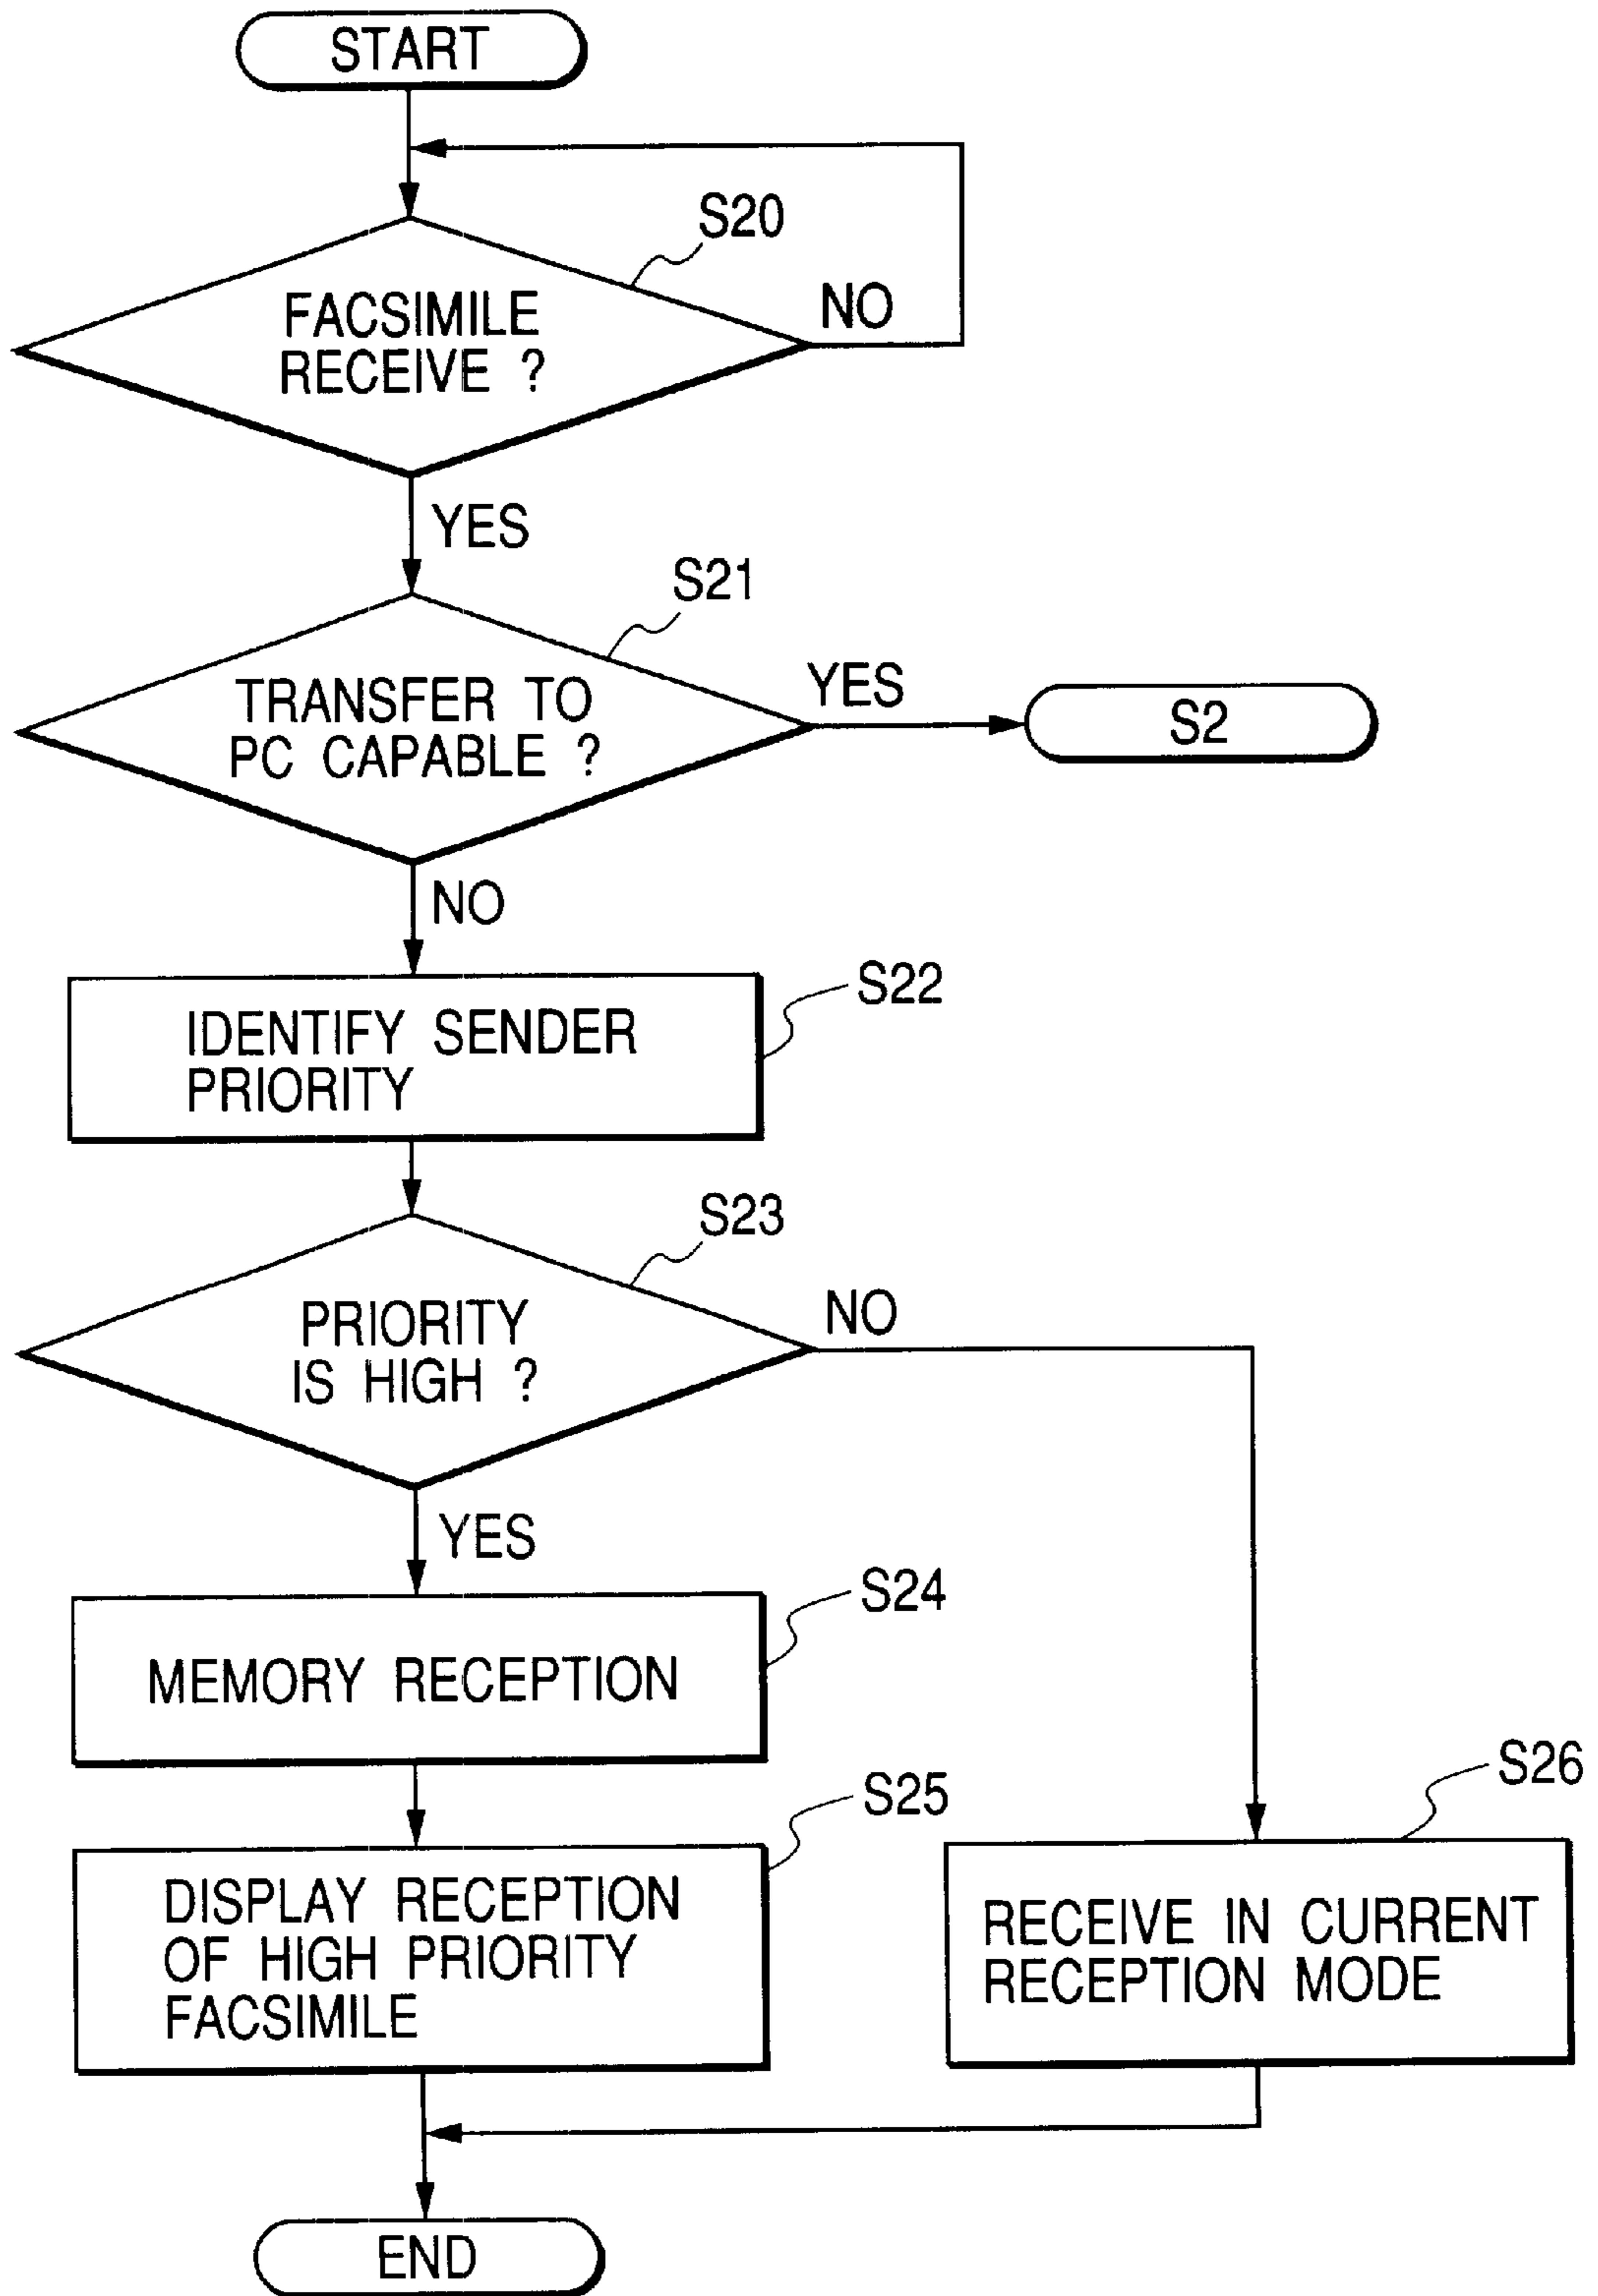 START
S20
FACSIMILE
RECEIVE ?
NO
YES
S21
TRANSFER TO
PC CAPABLE ?
YES
S2
NO
S22
IDENTIFY SENDER
PRIORITY
S23
PRIORITY
IS HIGH ?
NO
YES
S24
MEMORY RECEPTION
S25
DISPLAY RECEPTION
OF HIGH PRIORITY
FACSIMILE
S26
RECEIVE IN CURRENT
RECEPTION MODE
END